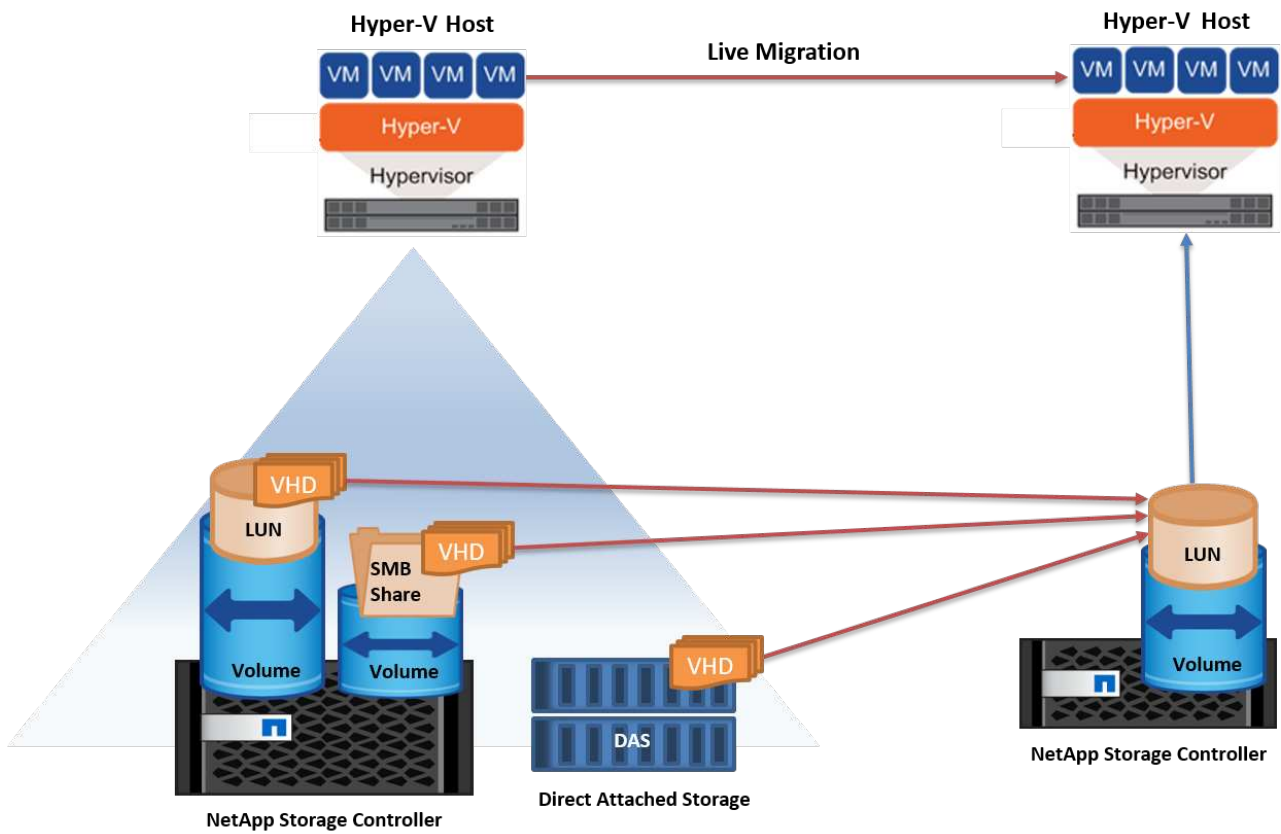 Hyper-V Host
Hyper-V Host
Live Migration
VM VM VM VM
VM VM VM VM
Hyper-V
Hyper-V
Hypervisor
Hypervisor
VHD
LUN
VHD
SMB
Share
LUN
VHD
Volume
Volume
Volume
DAS
NetApp Storage Controller
Direct Attached Storage
NetApp Storage Controller